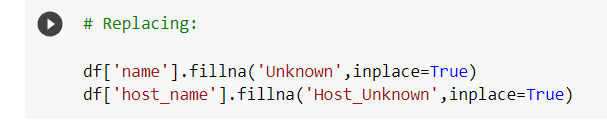 # Replacing:
df['name'].fillna('Unknown',inplace=True)
df['host_name'].fillna('Host_Unknown',inplace=True)